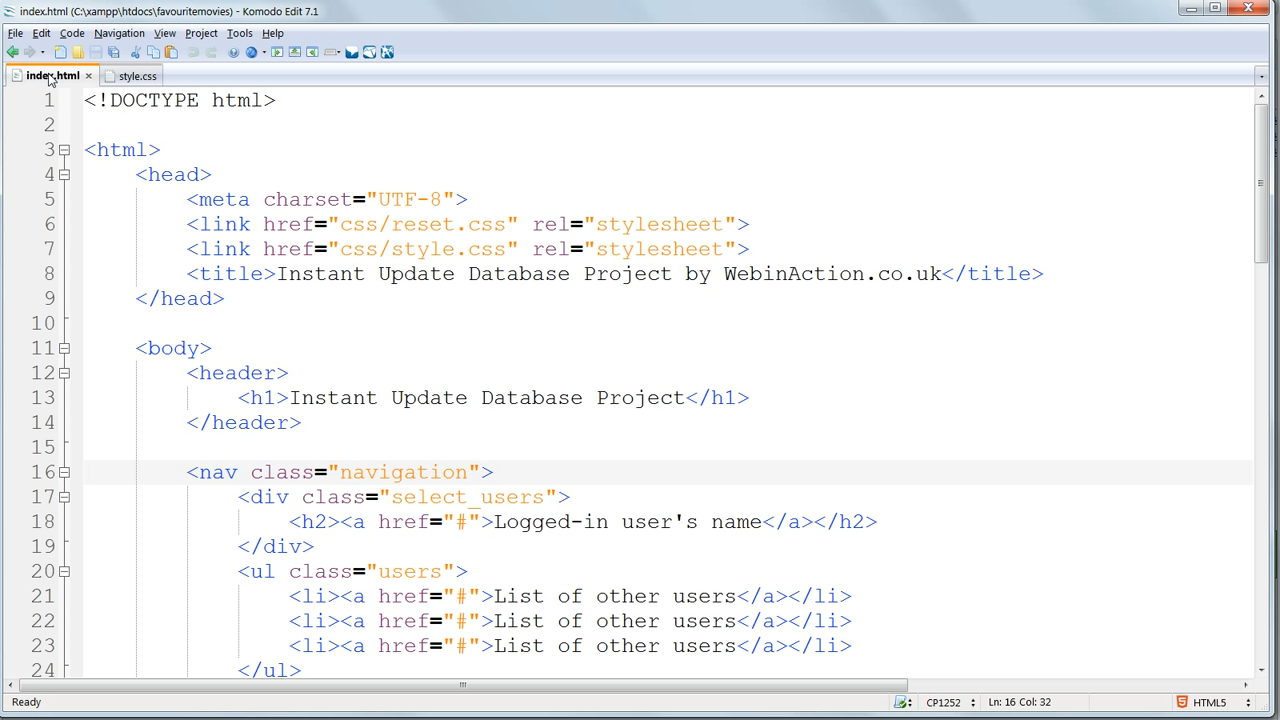 index.html (C:\xampp\htdocs\favouritemovies) - Komodo Edit 7.1
File Edit Code Navigation View Project Tools Help
index.html style.css
1 <!DOCTYPE html>
2
3 <html>
4 <head>
5 <meta charset="UTF-8">
6 <link href="css/reset.css" rel="stylesheet">
7 <link href="css/style.css" rel="stylesheet">
8 <title>Instant Update Database Project by WebinAction.co.uk</title>
9 </head>
10
11 <body>
12 <header>
13 <h1>Instant Update Database Project</h1>
14 </header>
15
16 <nav class="navigation">
17 <div class="select_users">
18 <h2><a href="#">Logged-in user's name</a></h2>
19 </div>
20 <ul class="users">
21 <li><a href="#">List of other users</a></li>
22 <li><a href="#">List of other users</a></li>
23 <li><a href="#">List of other users</a></li>
24 </ul>
Ready CP1252 Ln: 16 Col: 32 HTML5